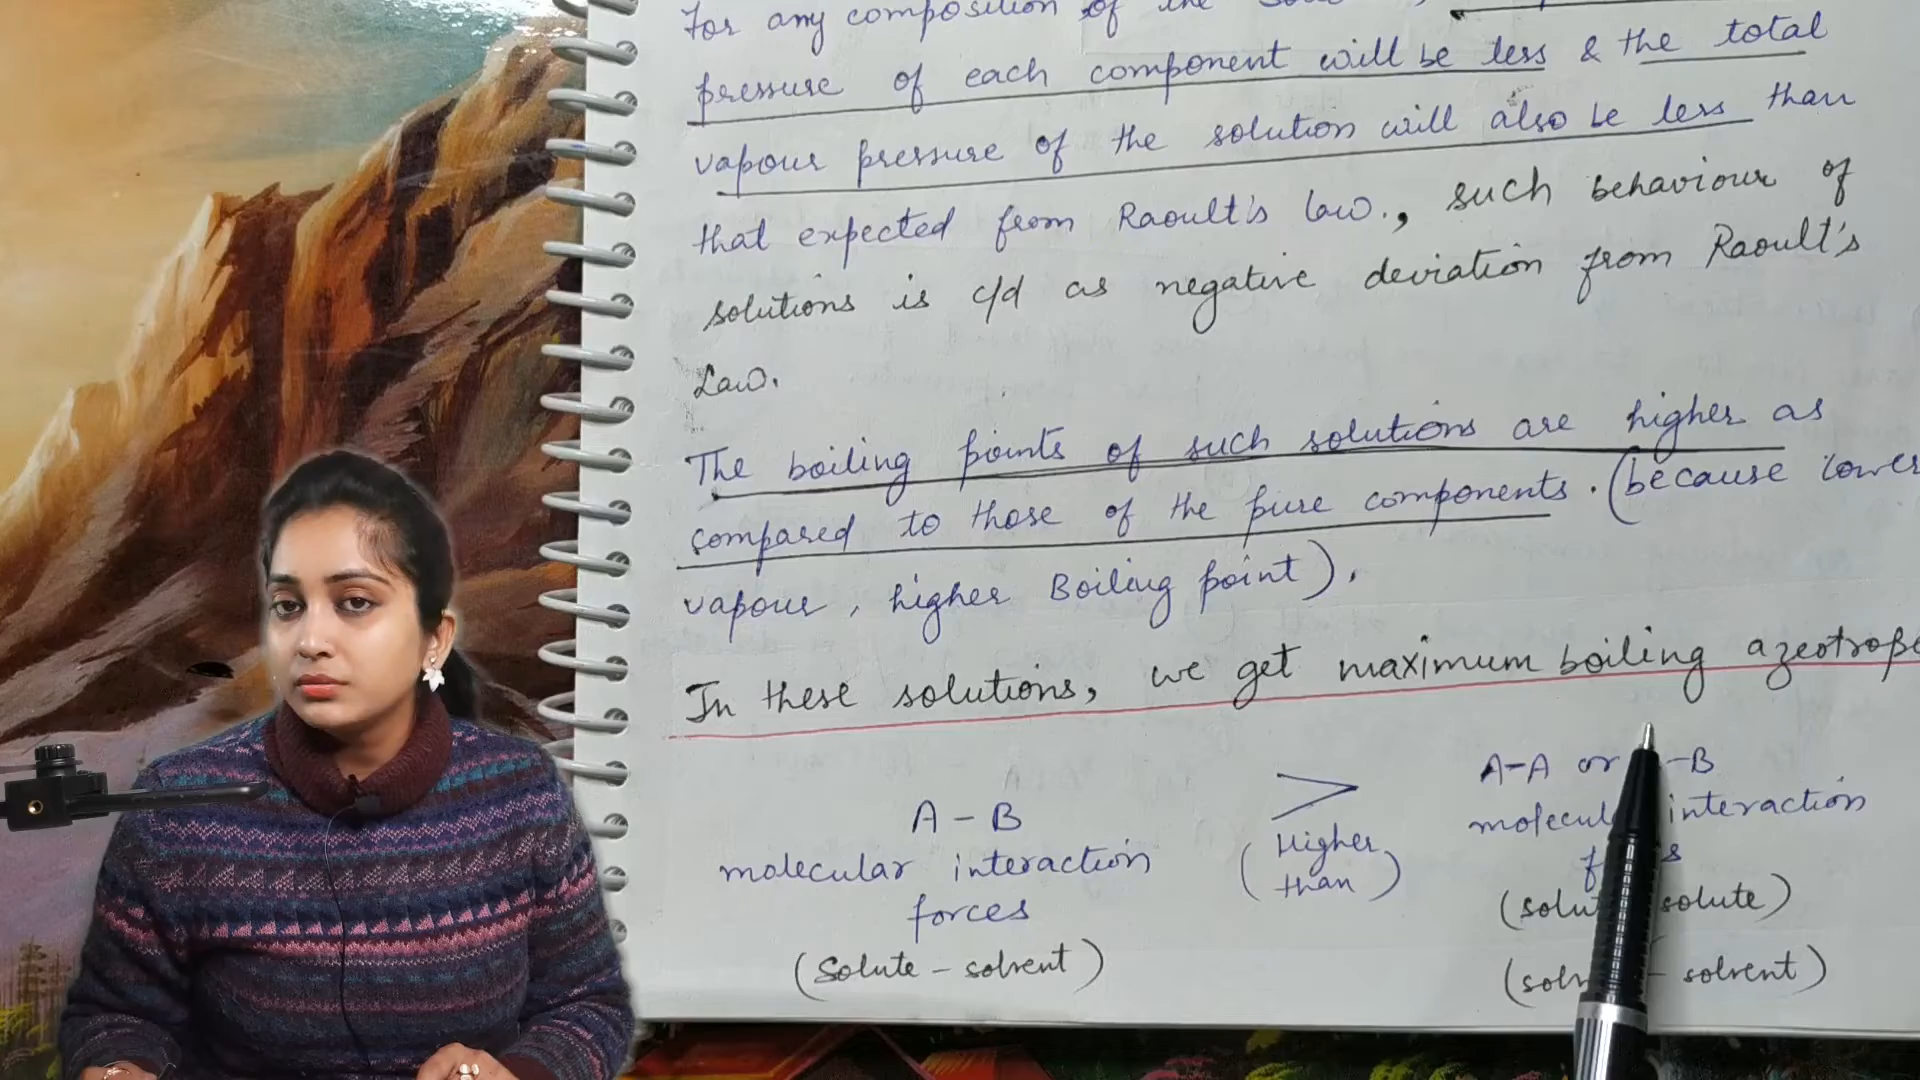 For any composition of the
pressure of each component will be less & the total
vapour pressure of the solution will also be less than
that expected from Raoult's law., such behaviour of
solutions is c/d as negative deviation from Raoult's
Law.
The boiling points of such solutions are higher as
compared to those of the pure components. (because lower
vapour, higher Boiling point).
In these solutions, we get maximum boiling azeotrope
A-B
molecular interaction
forces
(Solute - solvent)
>
(Higher
than)
A-A or -B
molecul interaction
(solut solute)
(solv - solvent)